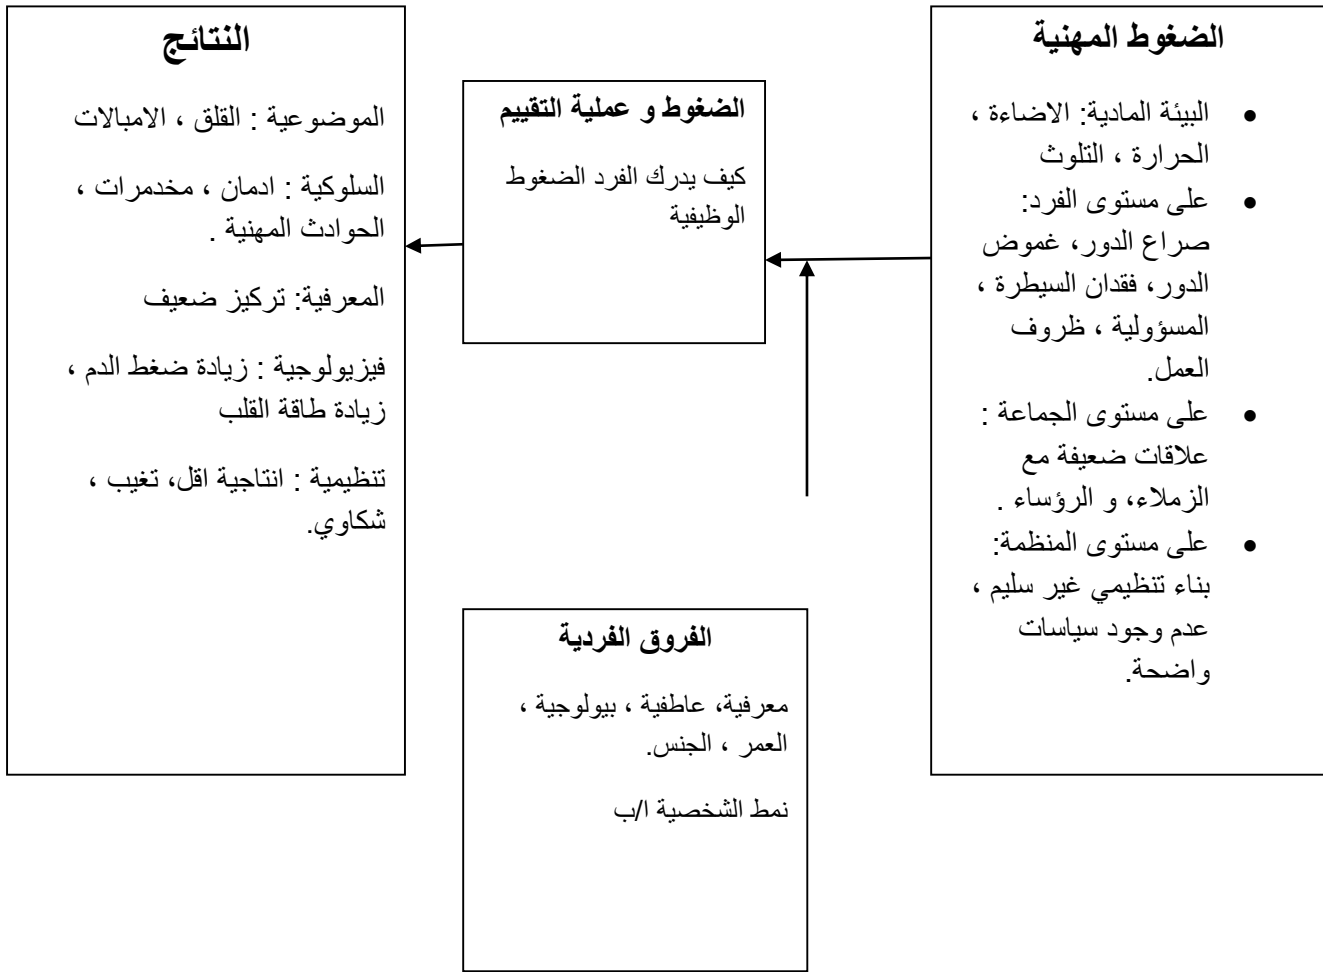 الضغوط المهنية
• البيئة المادية: الاضاءة ،
الحرارة ، التلوث
• على مستوى الفرد:
صراع الدور، غموض
الدور، فقدان السيطرة ،
المسؤولية ، ظروف
العمل.
• على مستوى الجماعة :
علاقات ضعيفة مع
الزملاء، و الرؤساء .
• على مستوى المنظمة:
بناء تنظيمي غير سليم ،
عدم وجود سياسات
واضحة.
الضغوط و عملية التقييم
كيف يدرك الفرد الضغوط
الوظيفية
الفروق الفردية
معرفية، عاطفية ، بيولوجية ،
العمر ، الجنس.
نمط الشخصية ا/ب
النتائج
الموضوعية : القلق ، الامبالات
السلوكية : ادمان ، مخدمرات ،
الحوادث المهنية .
المعرفية: تركيز ضعيف
فيزيولوجية : زيادة ضغط الدم ،
زيادة طاقة القلب
تنظيمية : انتاجية اقل، تغيب ،
شكاوي.